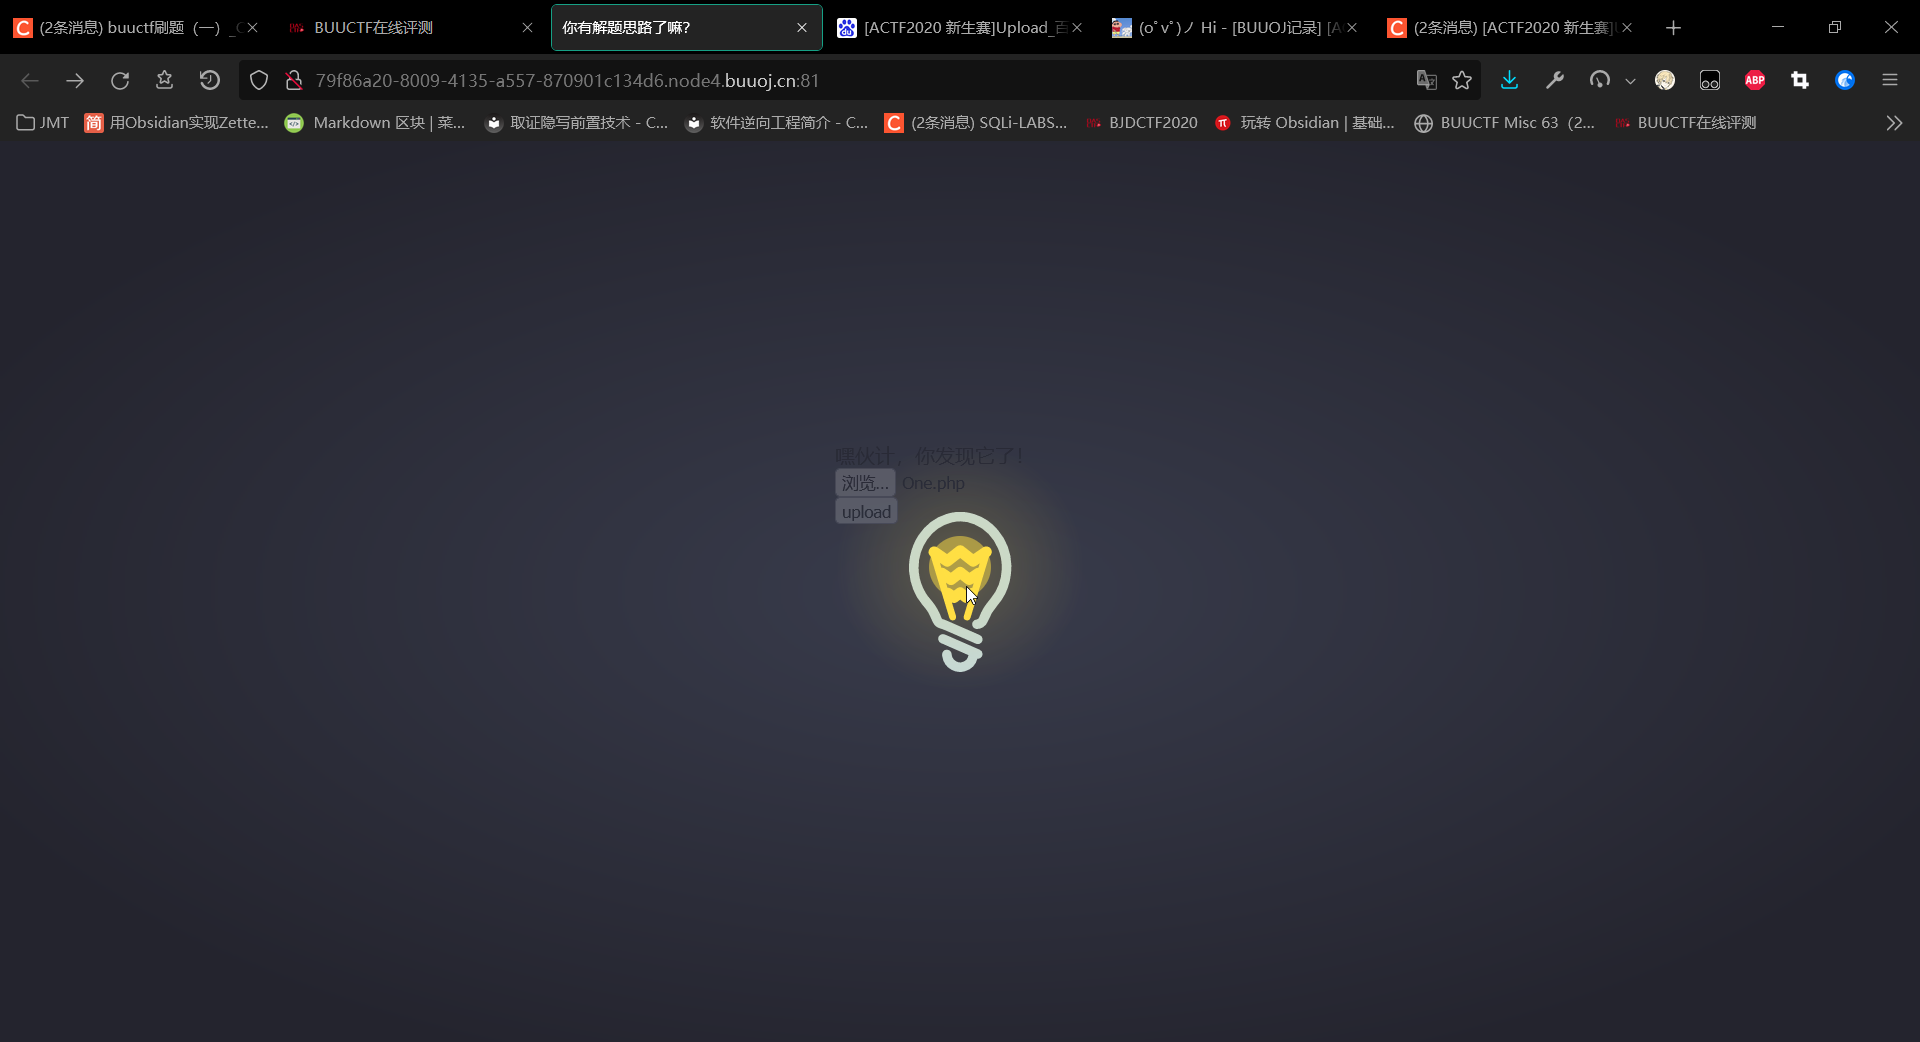 (2条消息) buuctf刷题（一）_C
BUUCTF在线评测
你有解题思路了嘛?
[ACTF2020 新生赛]Upload_百
(oﾟvﾟ)ノ Hi - [BUUOJ记录] [A
(2条消息) [ACTF2020 新生赛]U
79f86a20-8009-4135-a557-870901c134d6.node4.buuoj.cn:81
ABP
JMT
用Obsidian实现Zette...
Markdown 区块 | 菜...
取证隐写前置技术 - C...
软件逆向工程简介 - C...
(2条消息) SQLi-LABS...
BJDCTF2020
玩转 Obsidian | 基础...
BUUCTF Misc 63（2...
BUUCTF在线评测
嘿伙计，你发现它了！
浏览... One.php
upload